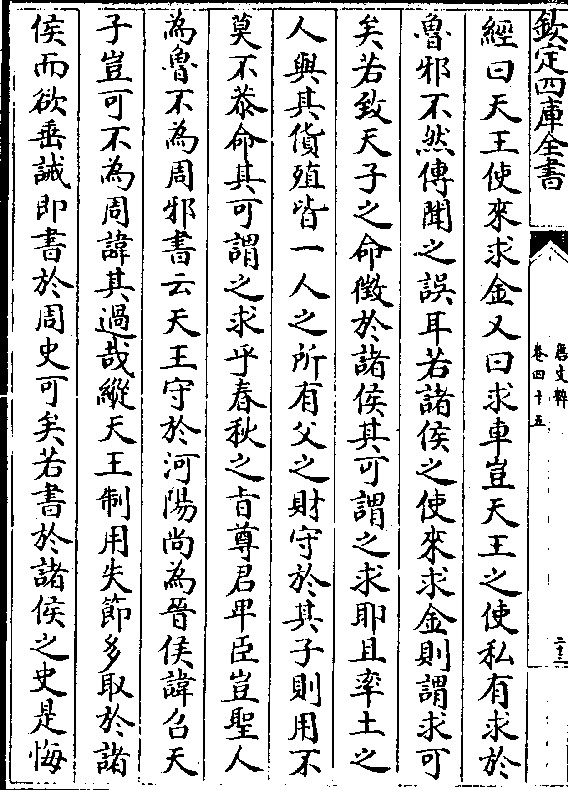 欽定四庫全書
唐文粹
卷四十五
二十三
經曰天王使來求金又曰求車豈天王之使私有求於
魯邪不然傳聞之誤耳若諸侯之使來求金則謂求可
矣若致天子之命徵於諸侯其可謂之求耶且率土之
人與其貨殖皆一人之所有父之財守於其子則用不
莫不恭命其可謂之求乎春秋之旨尊君卑臣豈聖人
為魯不為周邪書云天王守於河陽尚為晉侯諱召天
子豈可不為周諱其過哉縱天王制用失節多取於諸
侯而欲垂誡即書於周史可矣若書於諸侯之史是悔